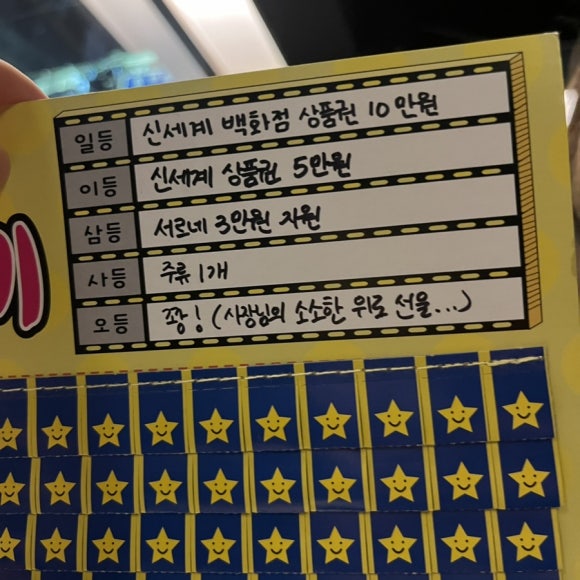 일등 신세계 백화점 상품권 10만원
이등 신세계 상품권 5만원
삼등 서로네 3만원 지원
사등 주류 1개
오등 꽝! (사장님의 소소한 위로 선물...)
이